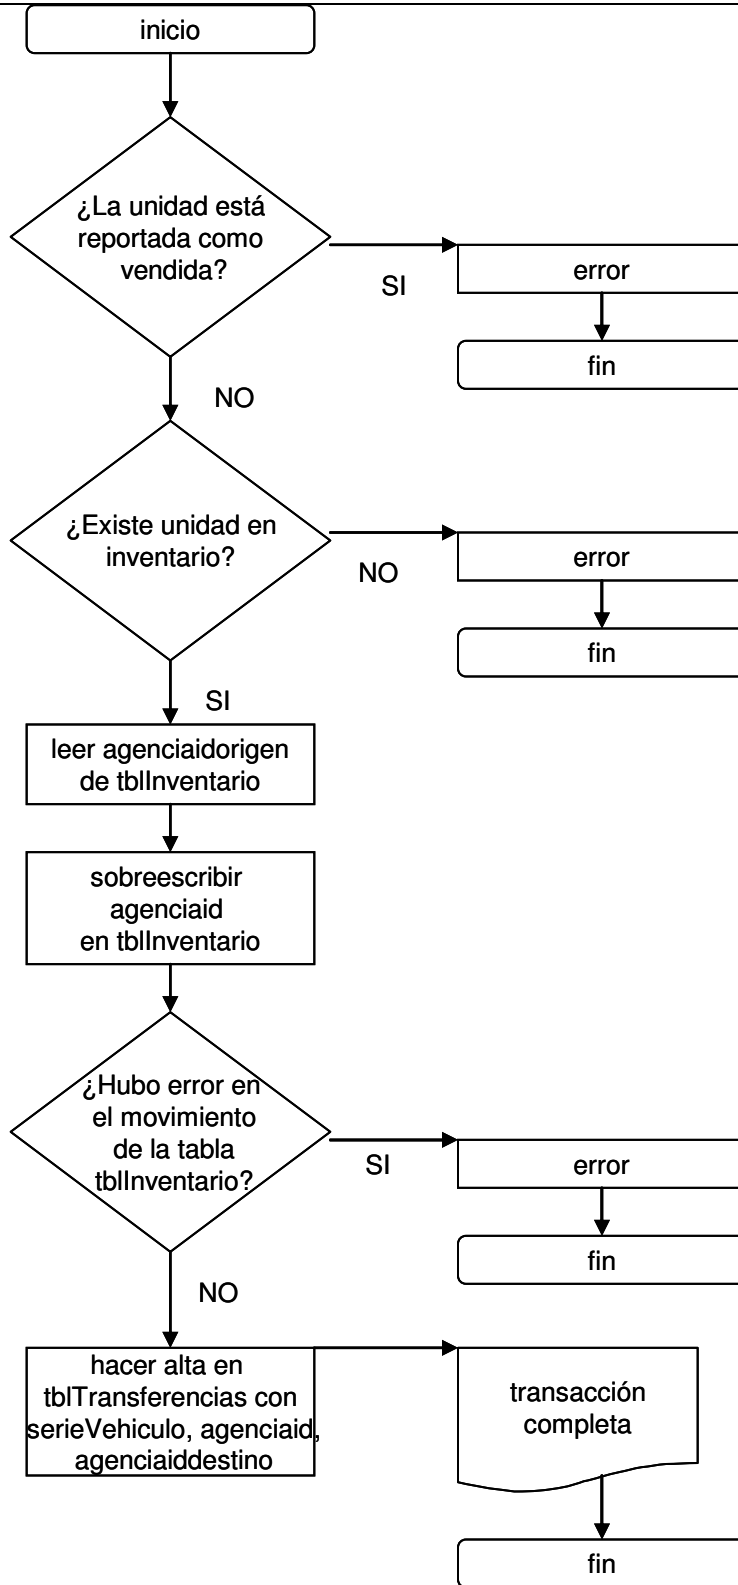 inicio
¿La unidad está
reportada como
vendida?
SI
error
fin
NO
¿Existe unidad en
inventario?
NO
error
fin
SI
leer agenciaidorigen
de tblInventario
sobreescribir
agenciaid
en tblInventario
¿Hubo error en
el movimiento
de la tabla
tblInventario?
SI
error
fin
NO
hacer alta en
tblTransferencias con
serieVehiculo, agenciaid,
agenciaiddestino
transacción
completa
fin